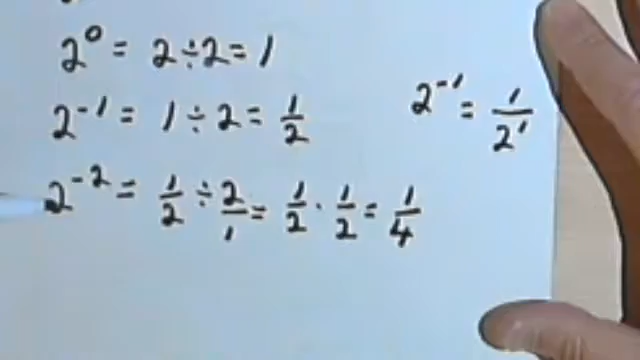 2⁰ = 2 ÷ 2 = 1
2⁻¹ = 1 ÷ 2 = 1/2
2⁻¹ = 1/2¹
2⁻² = 1/2 ÷ 2/1 = 1/2 · 1/2 = 1/4